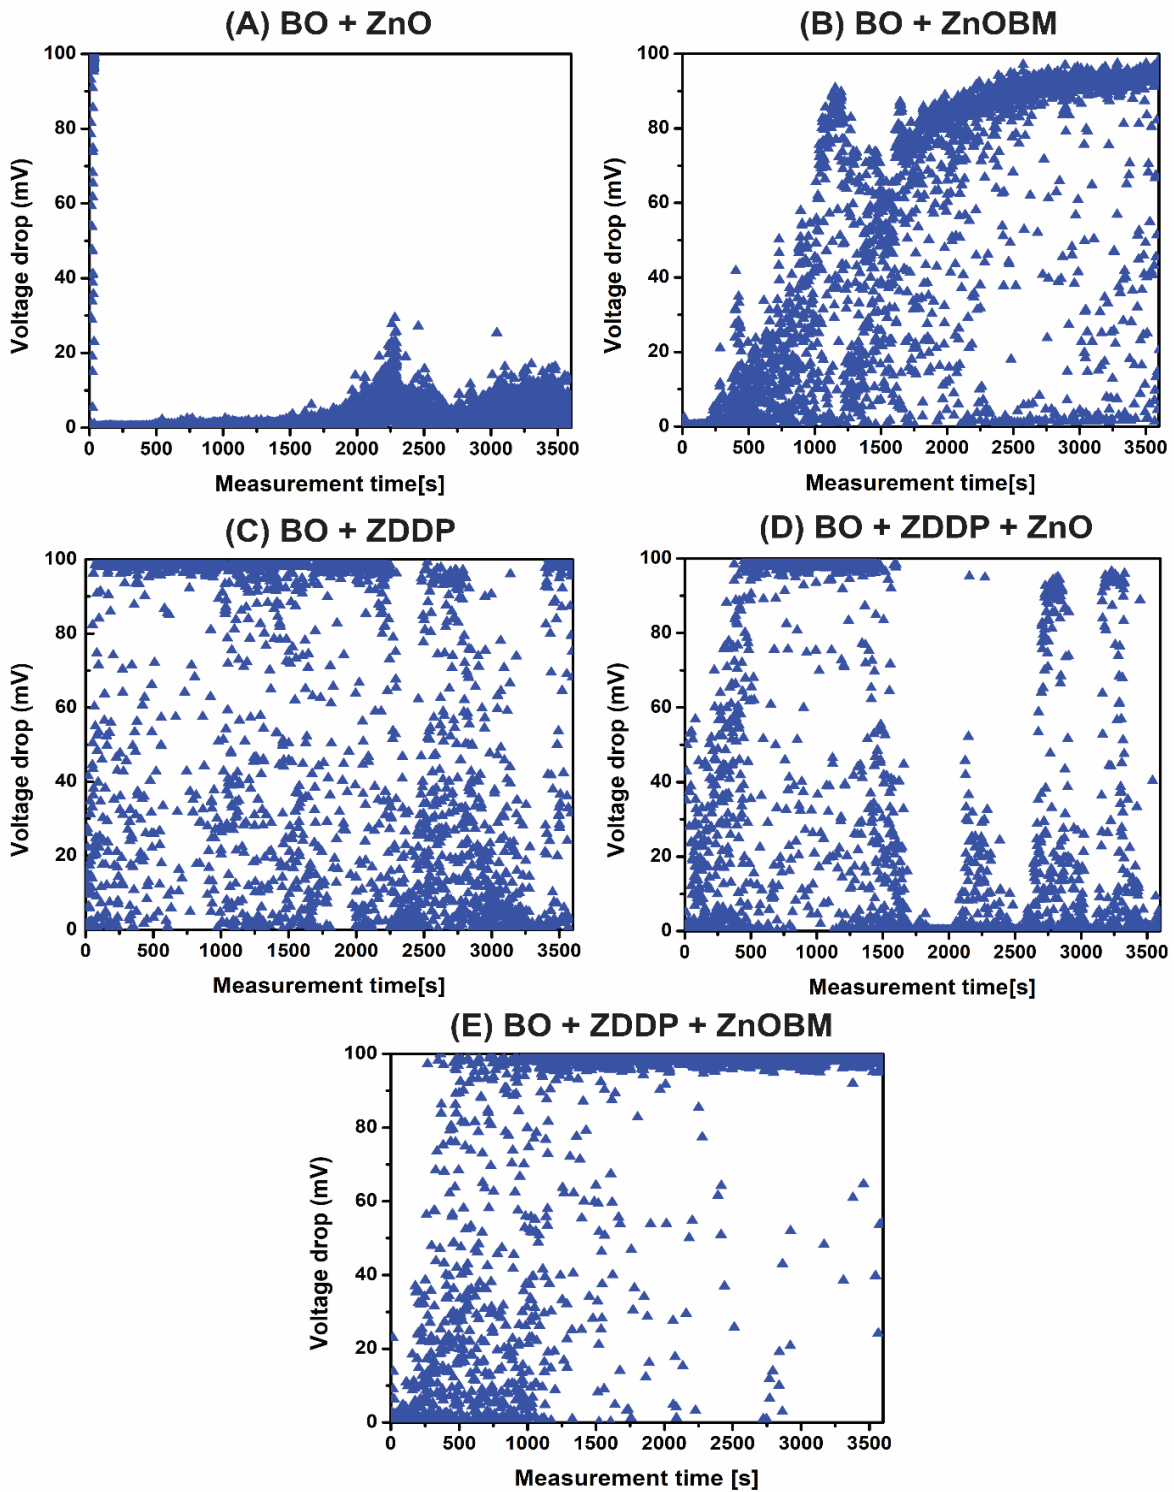 (A) BO + ZnO
100
80
60
40
20
0
Voltage drop (mV)
0 500 1000 1500 2000 2500 3000 3500
Measurement time[s]
(B) BO + ZnOBM
100
80
60
40
20
0
Voltage drop (mV)
0 500 1000 1500 2000 2500 3000 3500
Measurement time[s]
(C) BO + ZDDP
100
80
60
40
20
0
Voltage drop (mV)
0 500 1000 1500 2000 2500 3000 3500
Measurement time[s]
(D) BO + ZDDP + ZnO
100
80
60
40
20
0
Voltage drop (mV)
0 500 1000 1500 2000 2500 3000 3500
Measurement time[s]
(E) BO + ZDDP + ZnOBM
100
80
60
40
20
0
Voltage drop (mV)
0 500 1000 1500 2000 2500 3000 3500
Measurement time [s]